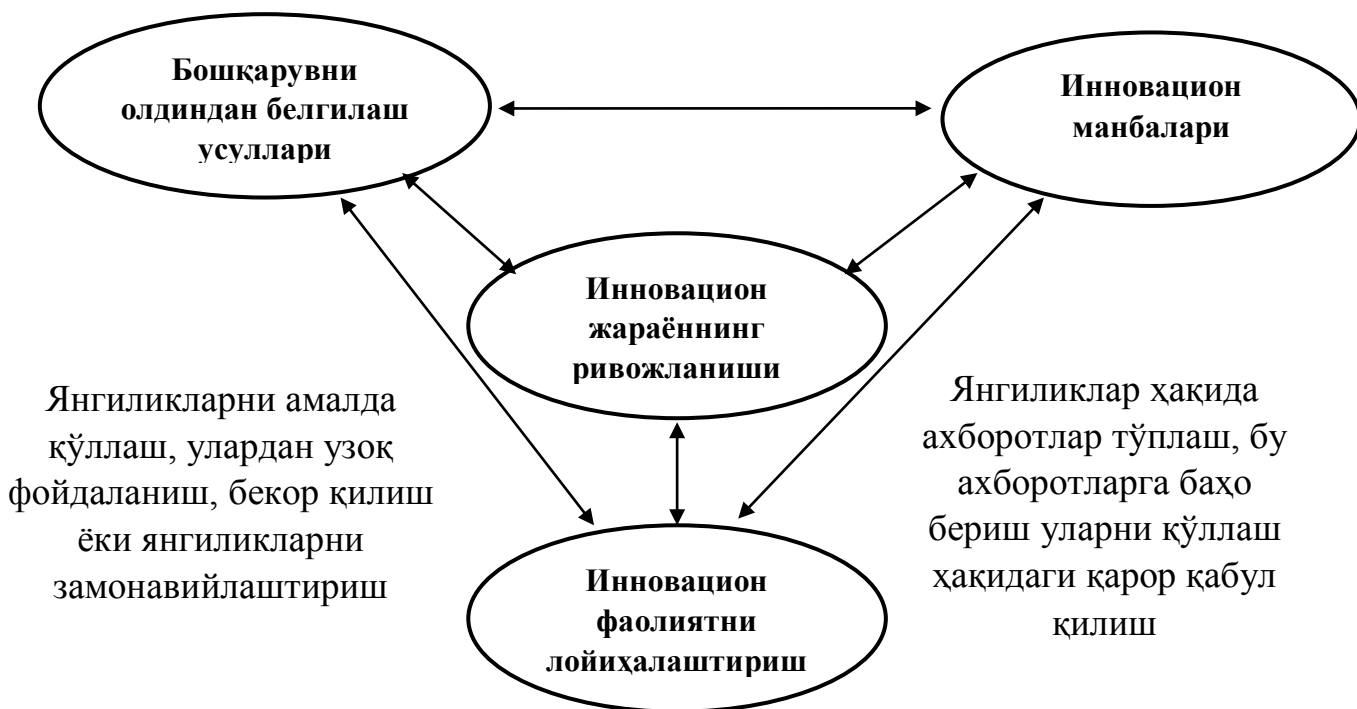 Бошқарувни
олдиндан белгилаш
усуллари
Инновацион
манбалари
Инновацион
жараённинг
ривожланиши
Янгиликларни амалда
қўллаш, улардан узоқ
фойдаланиш, бекор қилиш
ёки янгиликларни
замонавийлаштириш
Янгиликлар ҳақида
ахборотлар тўплаш, бу
ахборотларга баҳо
бериш уларни қўллаш
ҳақидаги қарор қабул
қилиш
Инновацион
фаолиятни
лойиҳалаштириш